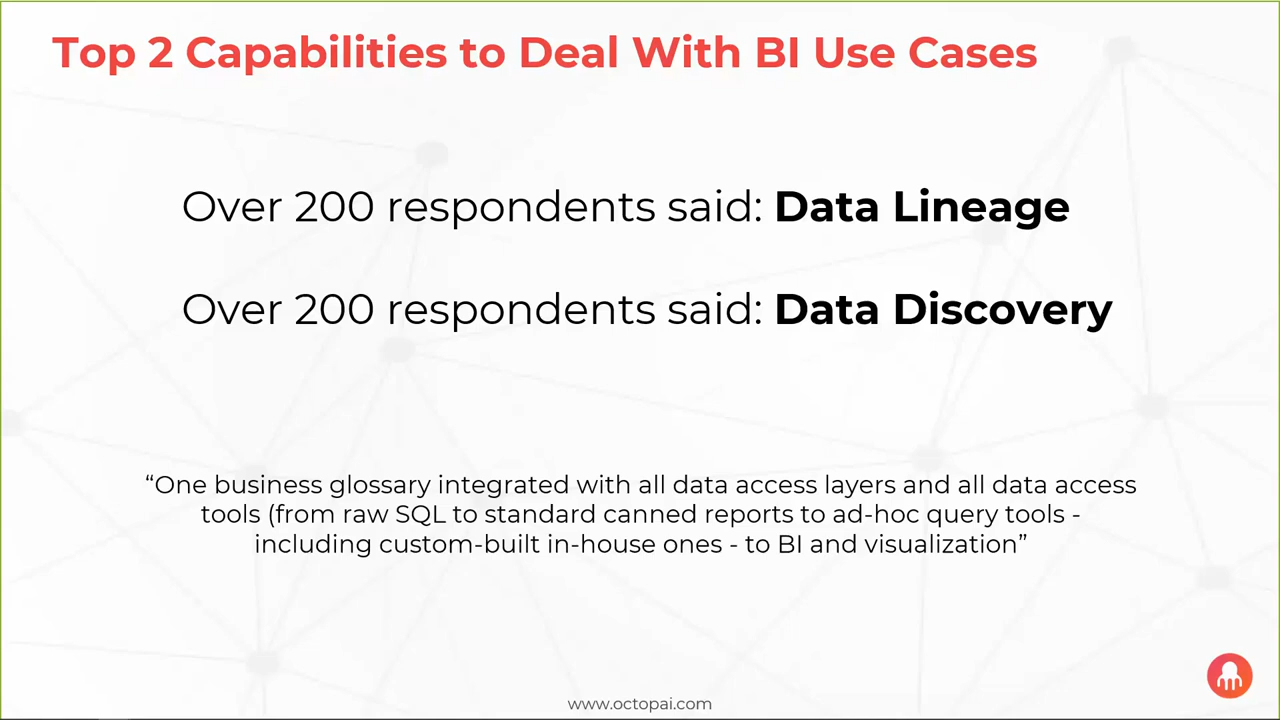 Top 2 Capabilities to Deal With BI Use Cases
Over 200 respondents said: Data Lineage
Over 200 respondents said: Data Discovery
“One business glossary integrated with all data access layers and all data access
tools (from raw SQL to standard canned reports to ad-hoc query tools -
including custom-built in-house ones - to BI and visualization”
www.octopai.com